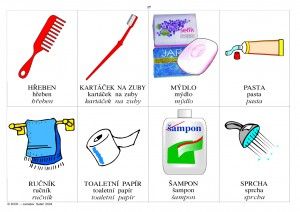 HŘEBEN
hřeben
hřeben
KARTÁČEK NA ZUBY
kartáček na zuby
kartáček na zuby
MÝDLO
mýdlo
mýdlo
PASTA
pasta
pasta
RUČNÍK
ručník
ručník
TOALETNÍ PAPÍR
toaletní papír
toaletní papír
šampon
ŠAMPON
šampon
šampon
SPRCHA
sprcha
sprcha